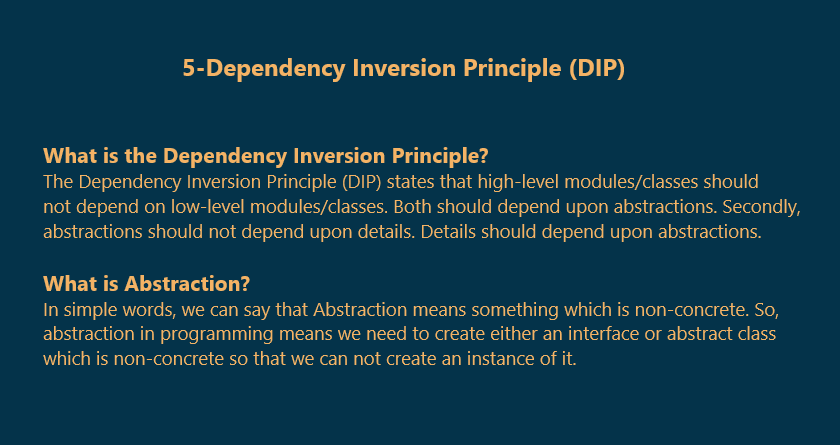 5-Dependency Inversion Principle (DIP)
What is the Dependency Inversion Principle?
The Dependency Inversion Principle (DIP) states that high-level modules/classes should
not depend on low-level modules/classes. Both should depend upon abstractions. Secondly,
abstractions should not depend upon details. Details should depend upon abstractions.
What is Abstraction?
In simple words, we can say that Abstraction means something which is non-concrete. So,
abstraction in programming means we need to create either an interface or abstract class
which is non-concrete so that we can not create an instance of it.